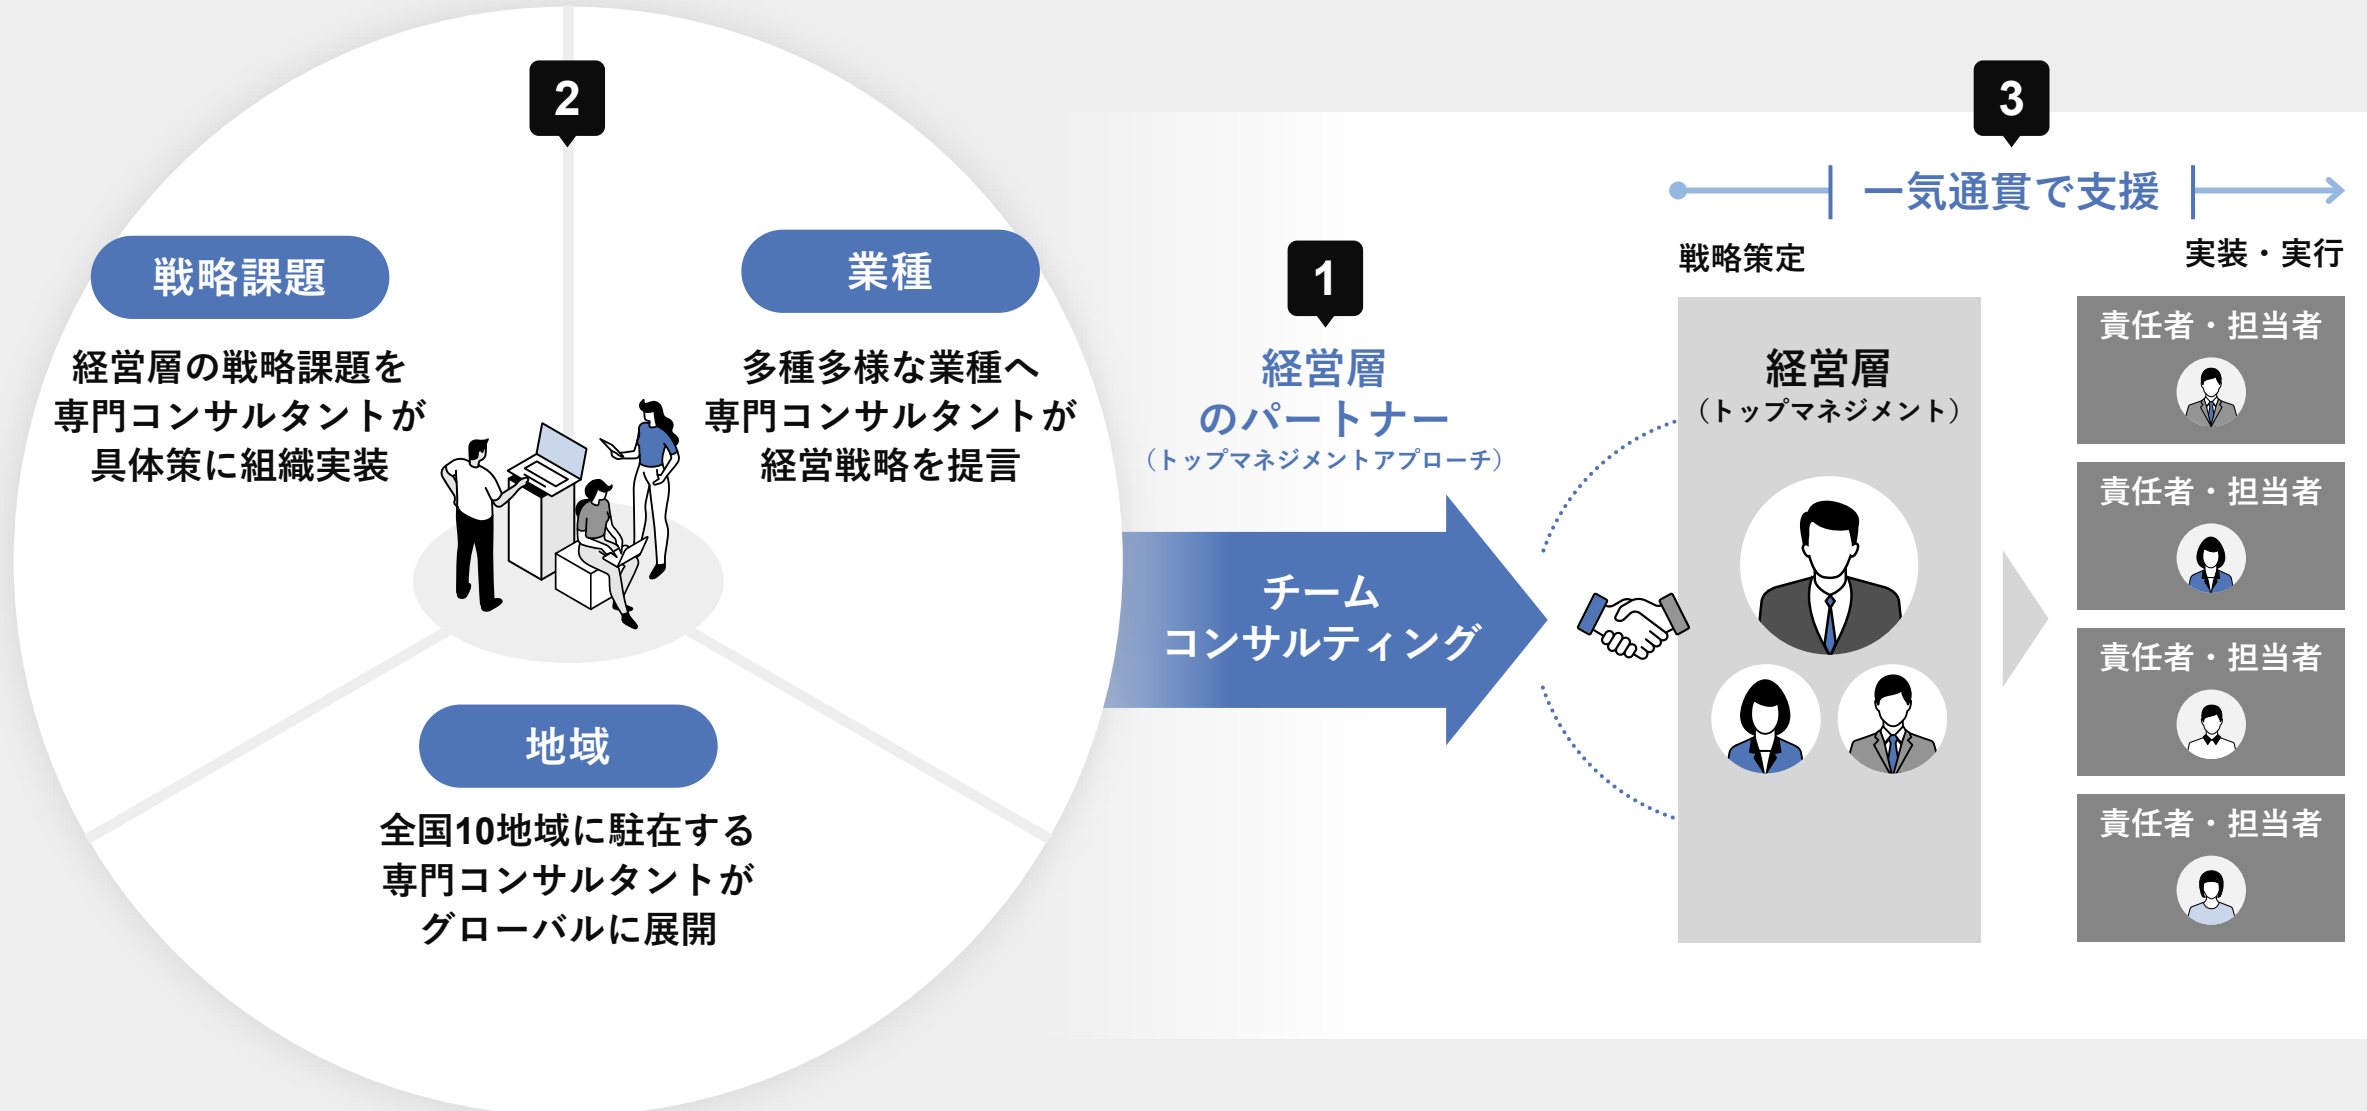 2
戦略課題
経営層の戦略課題を
専門コンサルタントが
具体策に組織実装
業種
多種多様な業種へ
専門コンサルタントが
経営戦略を提言
地域
全国10地域に駐在する
専門コンサルタントが
グローバルに展開
1
経営層
のパートナー
（トップマネジメントアプローチ）
チーム
コンサルティング
3
一気通貫で支援
戦略策定
実装・実行
経営層
（トップマネジメント）
責任者・担当者
責任者・担当者
責任者・担当者
責任者・担当者